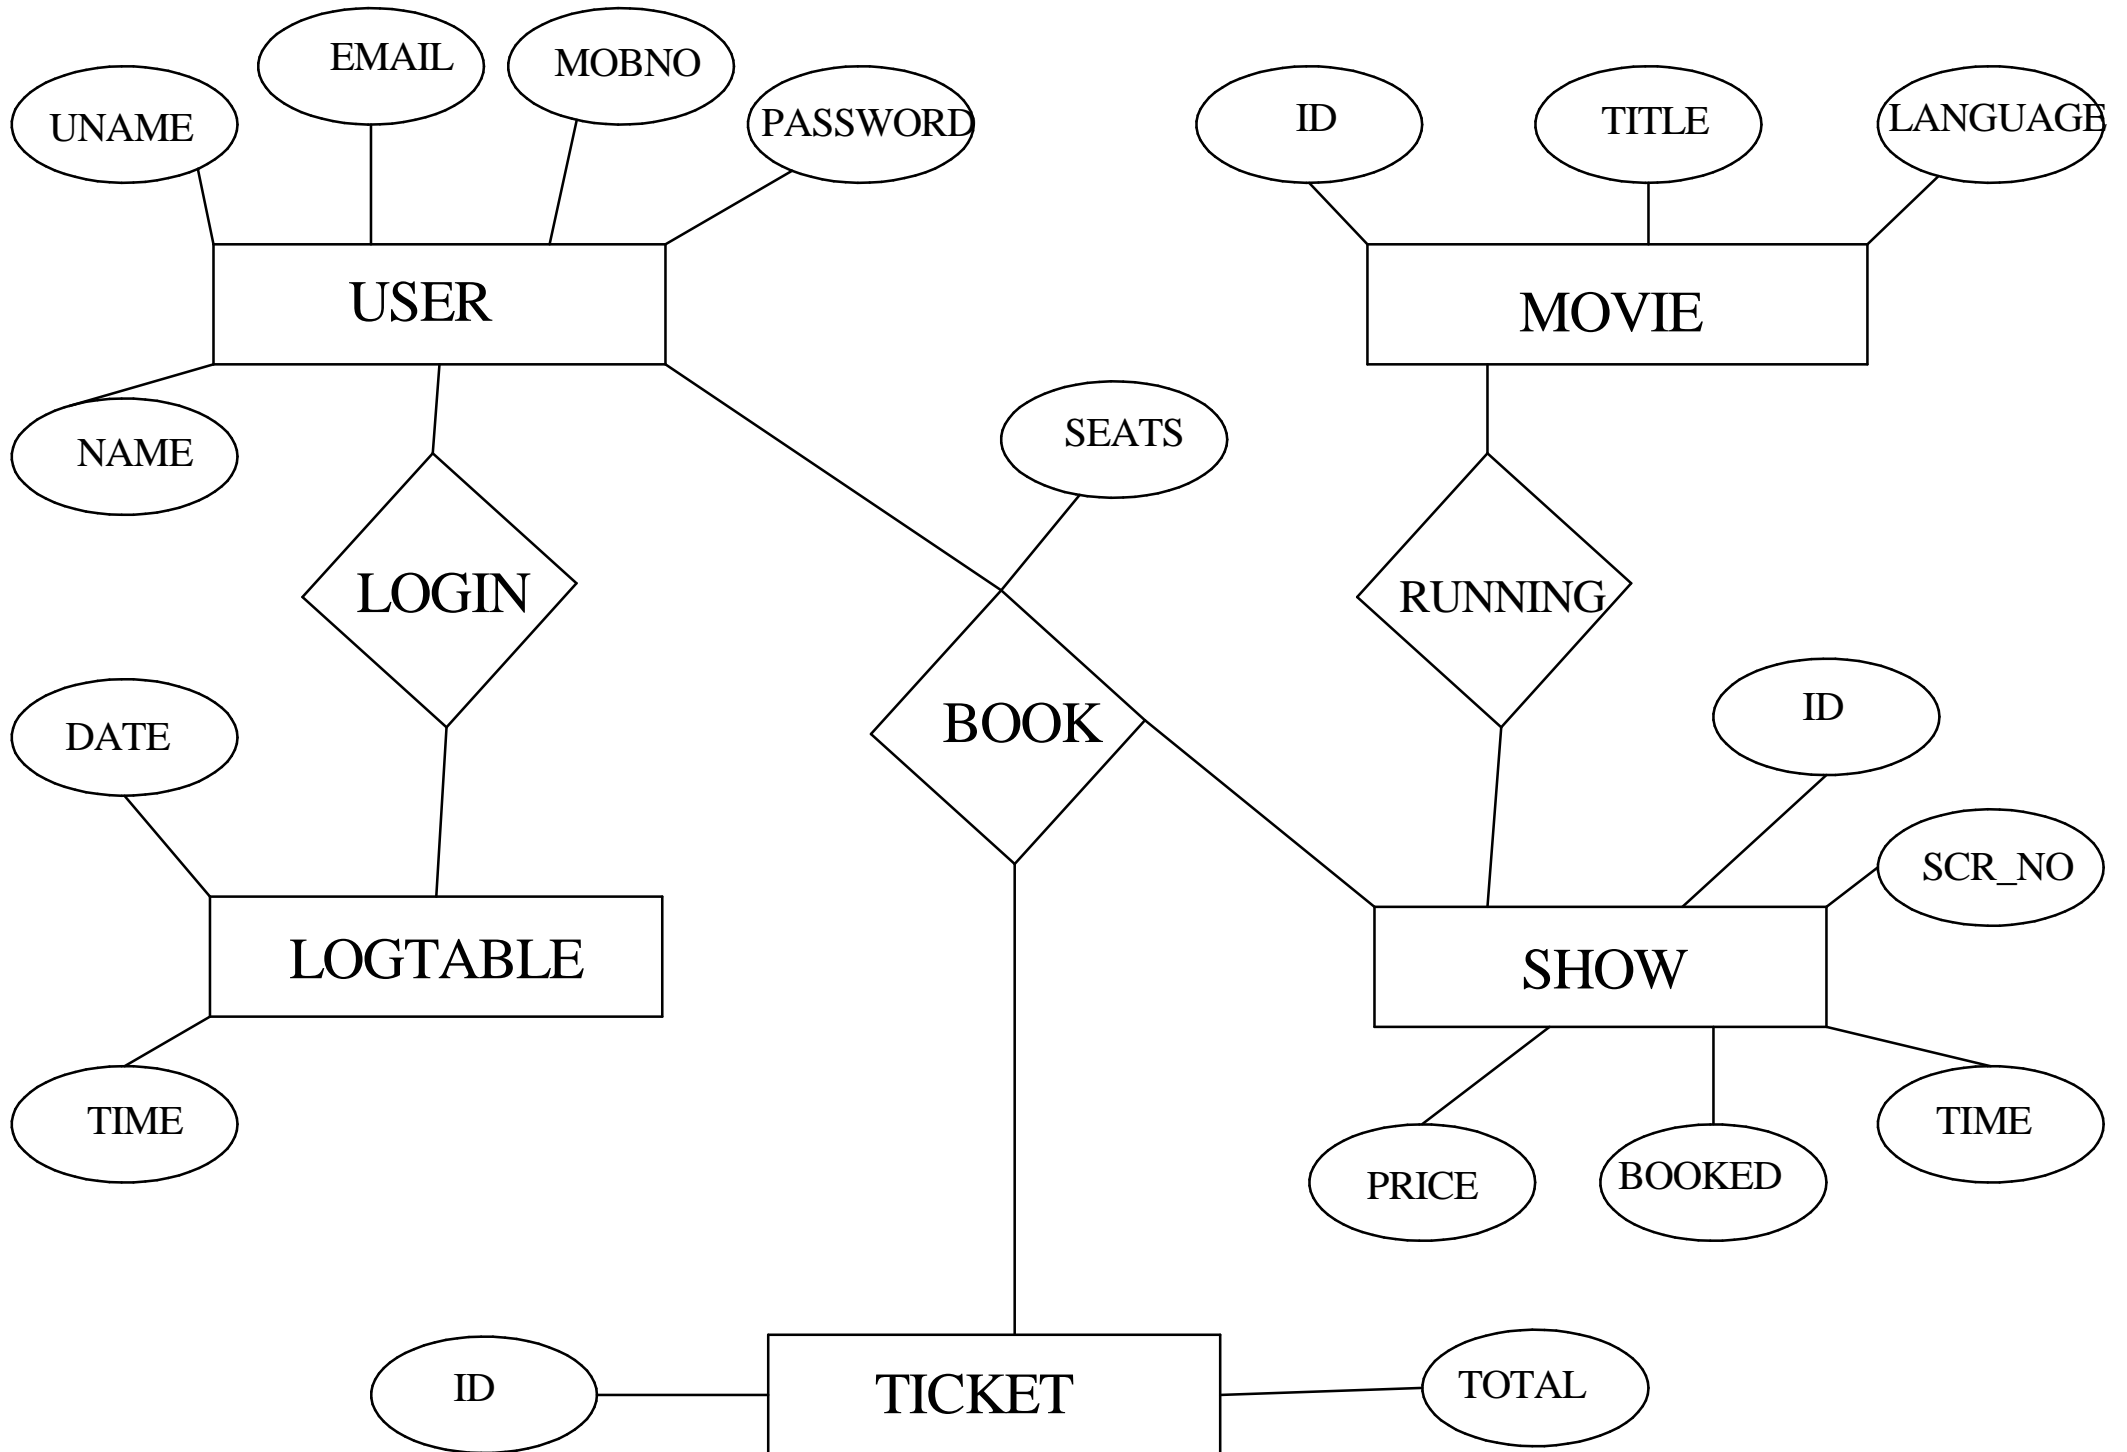 EMAIL
MOBNO
UNAME
PASSWORD
ID
TITLE
LANGUAGE
USER
MOVIE
NAME
SEATS
LOGIN
RUNNING
DATE
BOOK
ID
SCR_NO
LOGTABLE
SHOW
TIME
TIME
PRICE
BOOKED
ID
TICKET
TOTAL